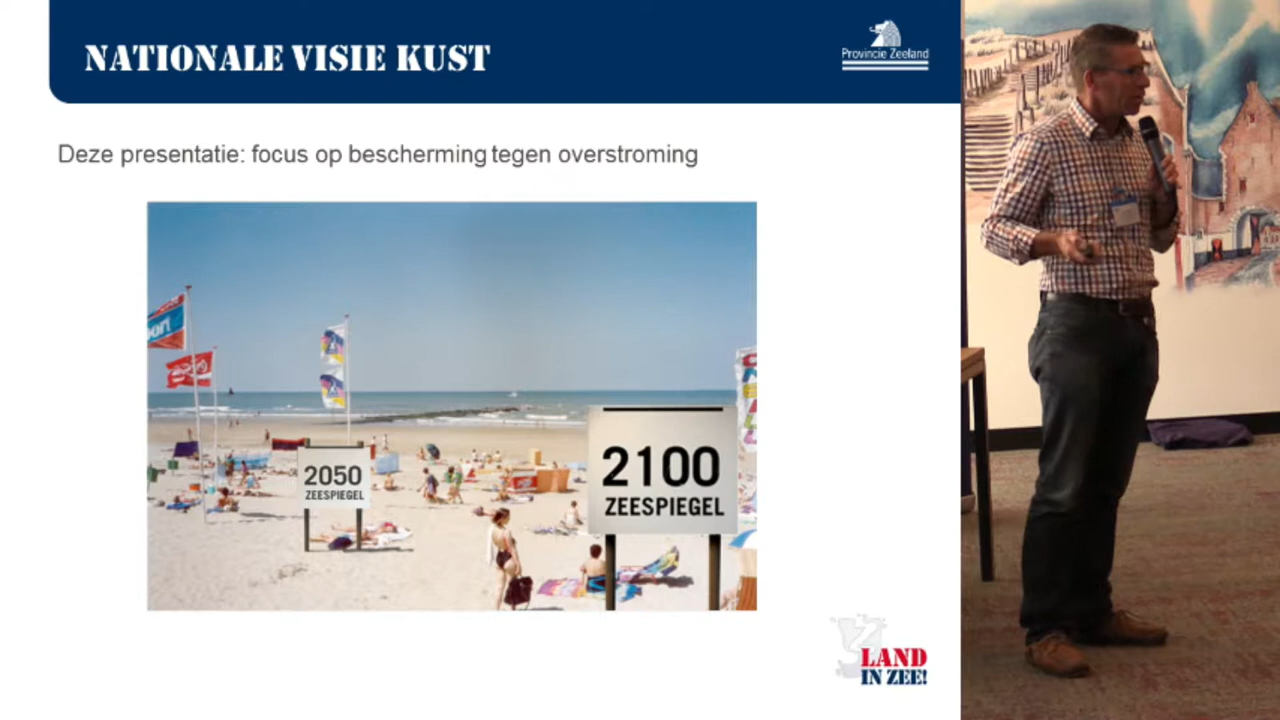 NATIONALE VISIE KUST
Provincie Zeeland
Deze presentatie: focus op bescherming tegen overstroming
2050
ZEESPIEGEL
2100
ZEESPIEGEL
LAND
IN ZEE!